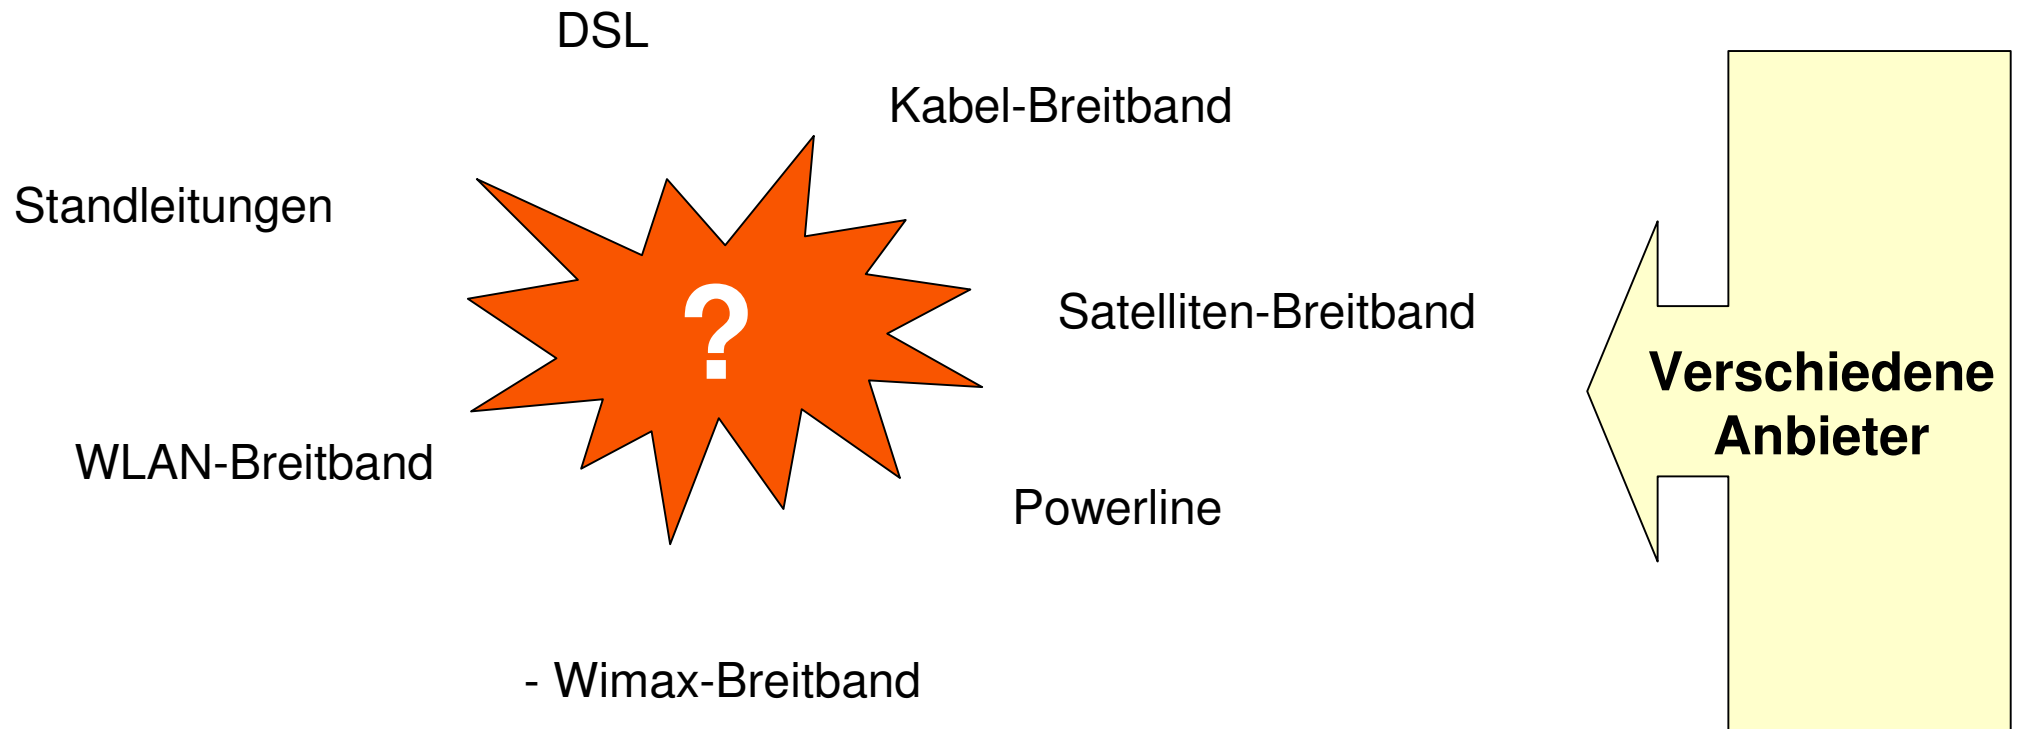 DSL
Kabel-Breitband
Standleitungen
?
Satelliten-Breitband
Verschiedene
Anbieter
WLAN-Breitband
Powerline
- Wimax-Breitband